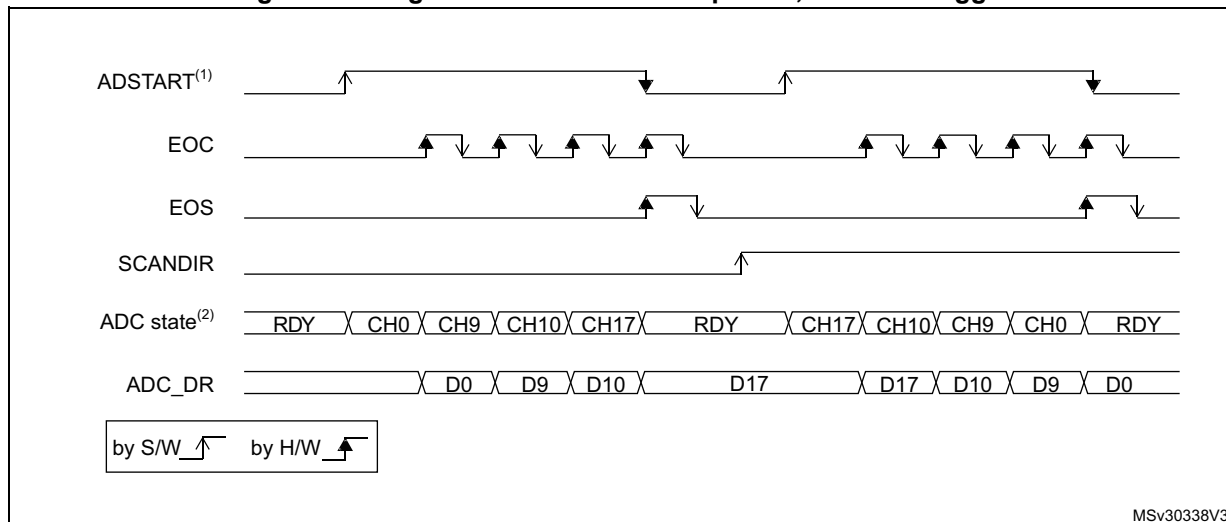 ADSTART(1)
EOC
EOS
SCANDIR
ADC state(2) RDY CH0 CH9 CH10 CH17 RDY CH17 CH10 CH9 CH0 RDY
ADC_DR D0 D9 D10 D17 D17 D10 D9 D0
by S/W by H/W
MSv30338V3